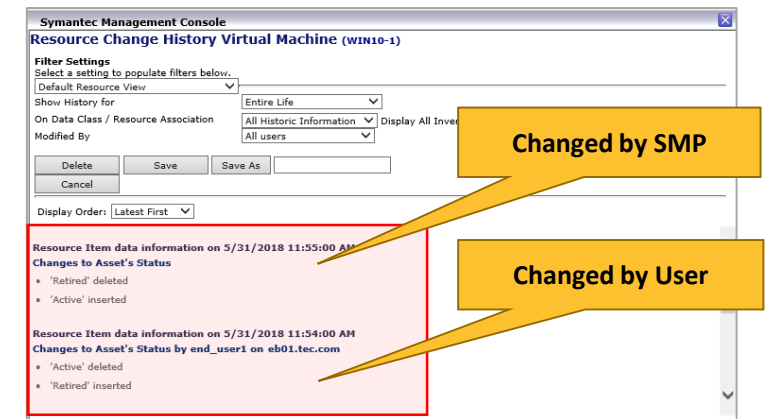 Symantec Management Console
Resource Change History Virtual Machine (WIN10-1)
Filter Settings
Select a setting to populate filters below.
Default Resource View
Show History for Entire Life
On Data Class / Resource Association All Historic Information Display All
Modified By All users
Delete Save Save As
Cancel
Display Order: Latest First
Changed by SMP
Resource Item data information on 5/31/2018 11:55:00 AM
Changes to Asset's Status
• 'Retired' deleted
• 'Active' inserted
Changed by User
Resource Item data information on 5/31/2018 11:54:00 AM
Changes to Asset's Status by end_user1 on eb01.tec.com
• 'Active' deleted
• 'Retired' inserted